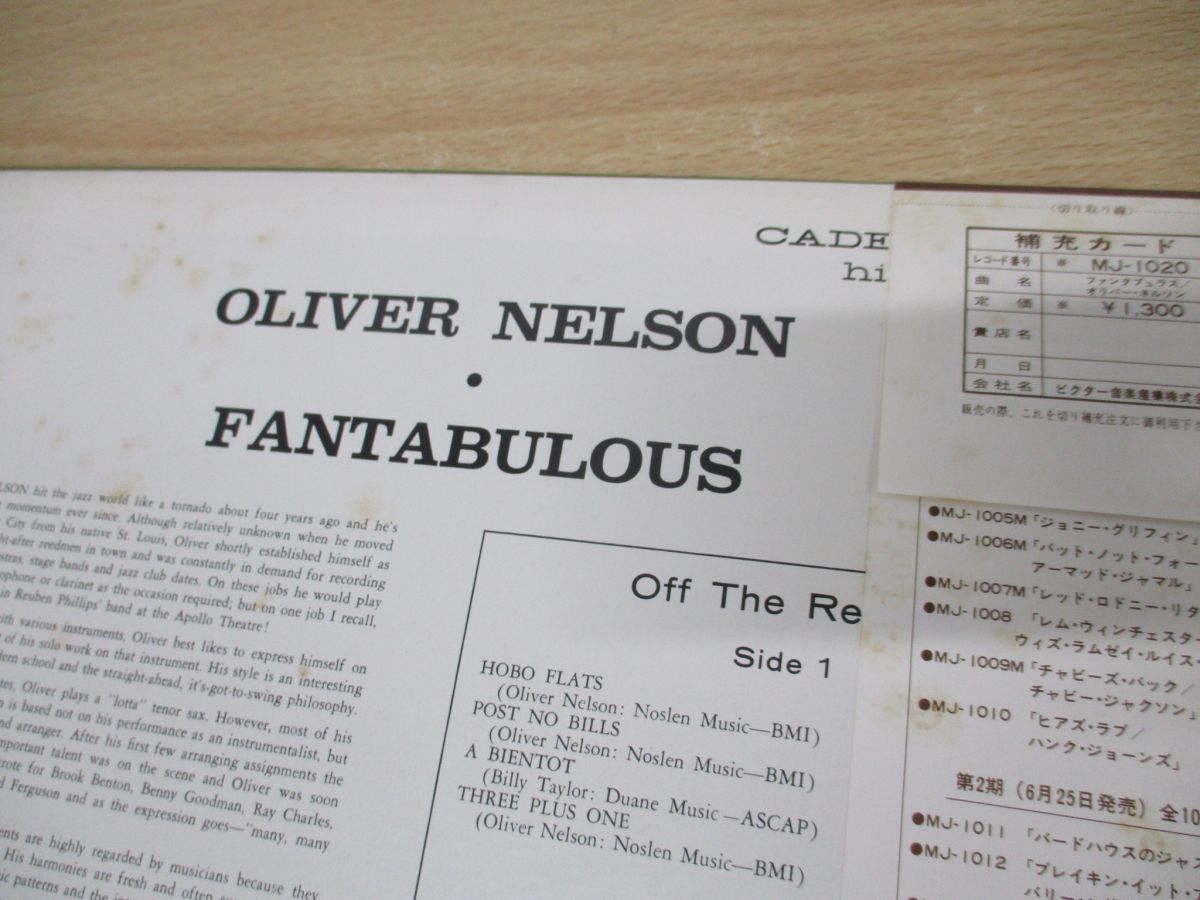 CADE
hi
OLIVER NELSON
•
FANTABULOUS
LSON hit the jazz world like a tornado about four years ago and he's
momentum ever since. Although relatively unknown when he moved
City from his native St. Louis, Oliver shortly established himself as
ht-after reedmen in town and was constantly in demand for recording
estras, stage bands and jazz club dates. On these jobs he would play
ophone or clarinet as the occasion required; but on one job I recall,
in Reuben Phillips' band at the Apollo Theatre!
with various instruments, Oliver best likes to express himself on
of his solo work on that instrument. His style is an interesting
dern school and the straight-ahead, it's-got-to-swing philosophy.
tes, Oliver plays a "lotta" tenor sax. However, most of his
n is based not on his performance as an instrumentalist, but
nd arranger. After his first few arranging assignments the
mportant talent was on the scene and Oliver was soon
rote for Brook Benton, Benny Goodman, Ray Charles,
d Ferguson and as the expression goes—"many, many
ents are highly regarded by musicians because they
His harmonies are fresh and often
ic patterns and the
Off The Re
Side 1
HOBO FLATS
(Oliver Nelson: Noslen Music—BMI)
POST NO BILLS
(Oliver Nelson: Noslen Music—BMI)
A BIENTOT
(Billy Taylor: Duane Music—ASCAP)
THREE PLUS ONE
(Oliver Nelson: Noslen Music—BMI)
〈切り取り線〉
補充カード
レコード番号 ※ MJ-1020
曲名 ファンタブュラス/
オリバー・ネルソン
定価 ※ ¥1,300
貴店名
月日
会社名 ビクター音楽産業株式会
販売の際、これを切り補充注文に御利用下さ
●MJ-1005M「ジョニー・グリフィン」
●MJ-1006M「バット・ノット・フォー
アーマッド・ジャマル」
●MJ-1007M「レッド・ロドニー・リタ
●MJ-1008 「レム・ウィンチェスタ
ウィズ・ラムゼイ・ルイス・
●MJ-1009M「チャビーズ・バック/
チャビー・ジャクソン」
●MJ-1010 「ヒアズ・ラブ/
ハンク・ジョーンズ」
第2期(6月25日発売)全10
●MJ-1011 「バードハウスのジャズ
●MJ-1012 「ブレイキン・イット・ア
バリー・